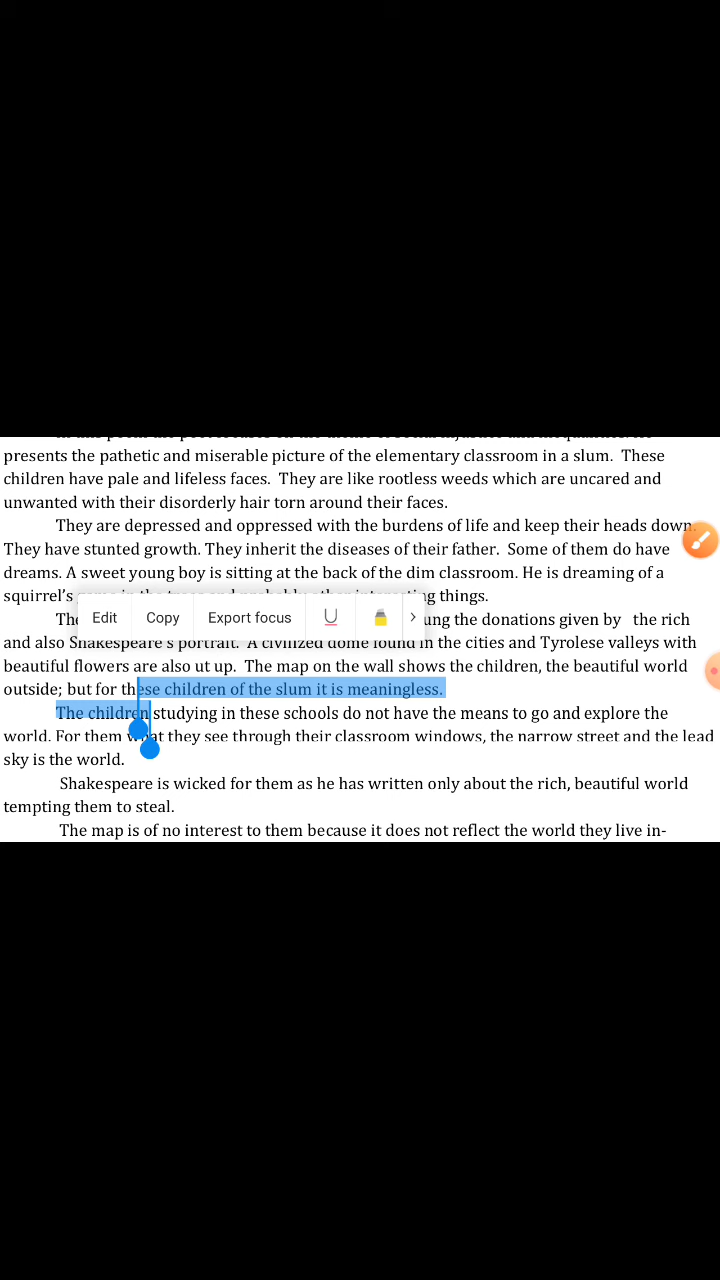 presents the pathetic and miserable picture of the elementary classroom in a slum. These
children have pale and lifeless faces. They are like rootless weeds which are uncared and
unwanted with their disorderly hair torn around their faces.
They are depressed and oppressed with the burdens of life and keep their heads down.
They have stunted growth. They inherit the diseases of their father. Some of them do have
dreams. A sweet young boy is sitting at the back of the dim classroom. He is dreaming of a
squirrel's game in the trees and probably other interesting things.
Edit Copy Export focus U
the donations given by the rich
and also Shakespeare's portrait. A civilized dome found in the cities and Tyrolese valleys with
beautiful flowers are also ut up. The map on the wall shows the children, the beautiful world
outside; but for these children of the slum it is meaningless.
The children studying in these schools do not have the means to go and explore the
world. For them what they see through their classroom windows, the narrow street and the lead
sky is the world.
Shakespeare is wicked for them as he has written only about the rich, beautiful world
tempting them to steal.
The map is of no interest to them because it does not reflect the world they live in-